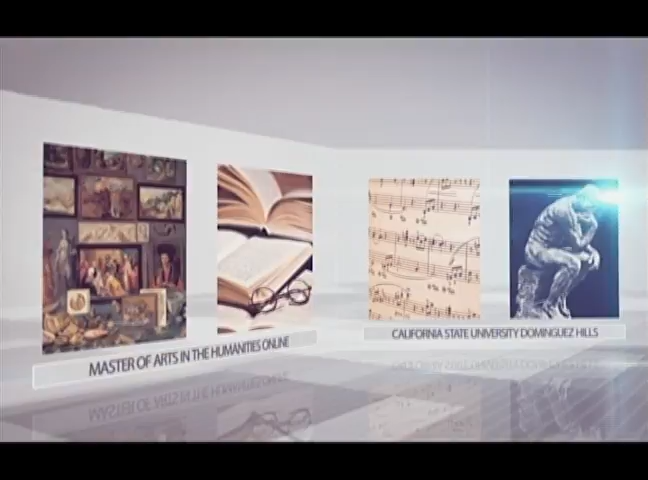 MASTER OF ARTS IN THE HUMANITIES ONLINE
CALIFORNIA STATE UNIVERSITY DOMINGUEZ HILLS